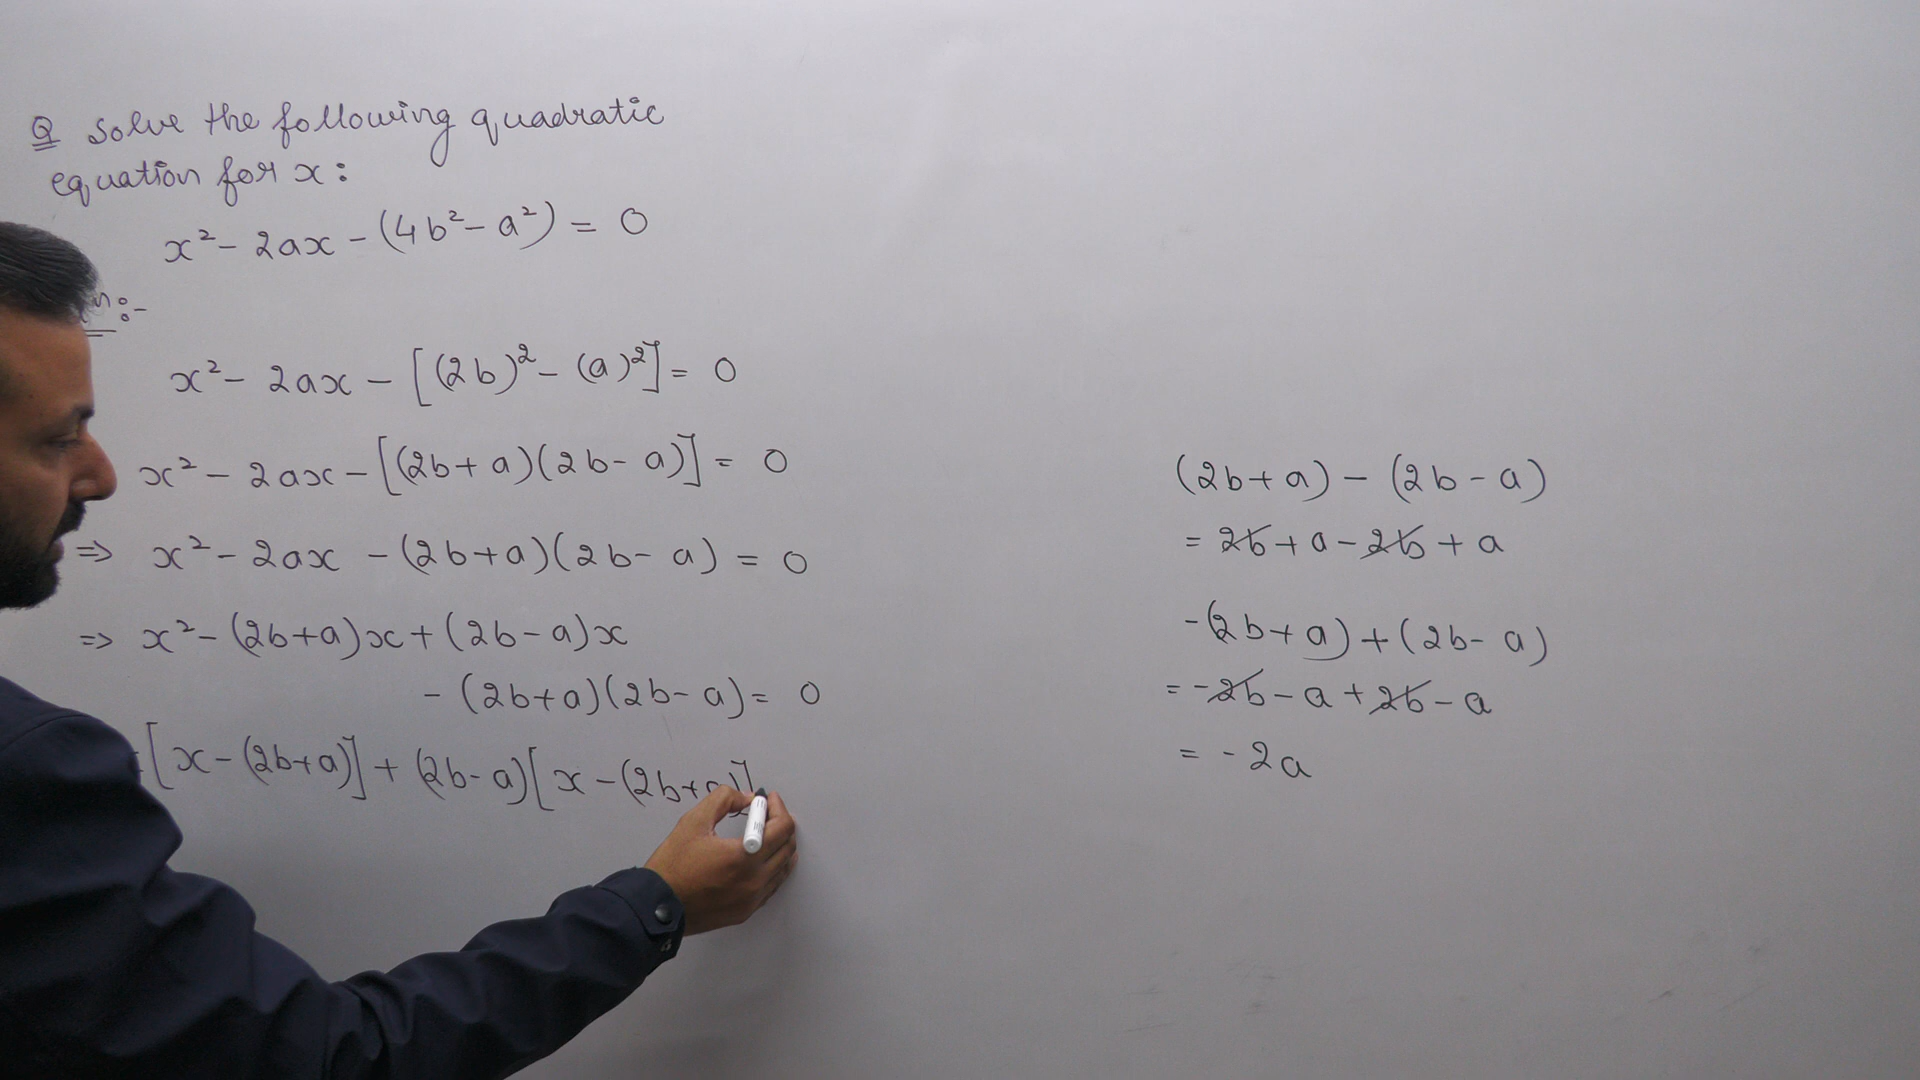 Q Solve the following quadratic
equation for x:
x² - 2ax - (4b² - a²) = 0
n:-
x² - 2ax - [(2b)² - (a)²] = 0
x² - 2ax - [(2b + a)(2b - a)] = 0
⇒ x² - 2ax - (2b+a)(2b - a) = 0
⇒ x² - (2b+a)x + (2b - a)x
- (2b+a)(2b - a) = 0
[x - (2b+a)] + (2b - a)[x - (2b+a)]
(2b + a) - (2b - a)
= 2b + a - 2b + a
-(2b + a) + (2b - a)
= -2b - a + 2b - a
= - 2a